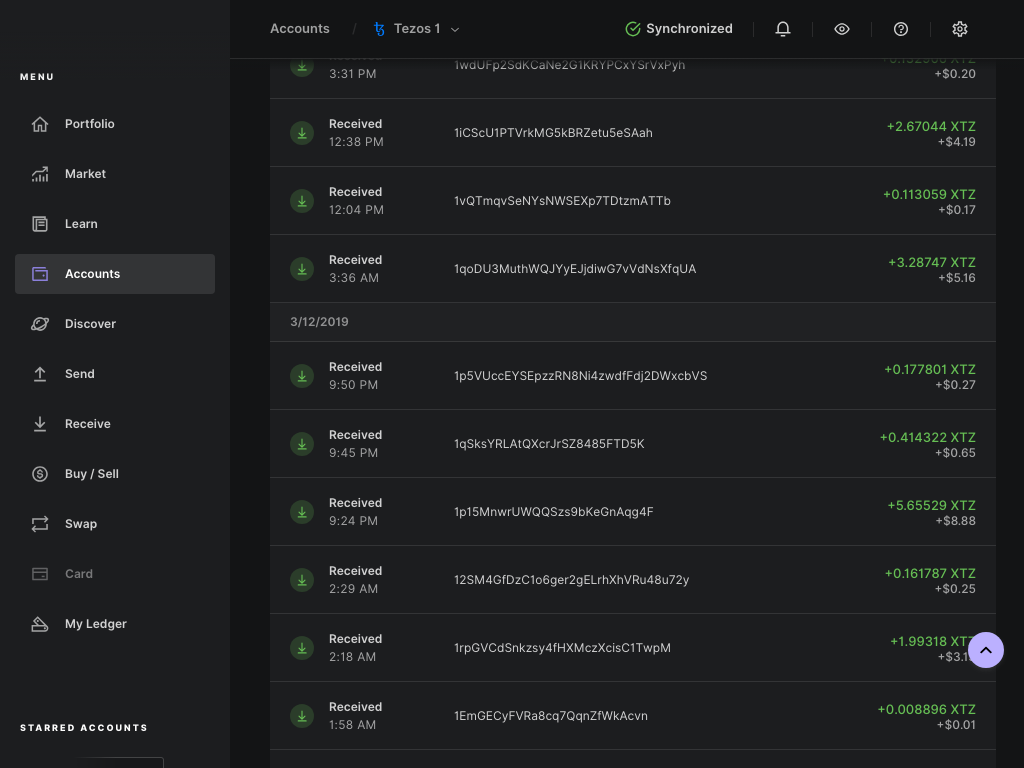 Accounts / Tezos 1
Synchronized
MENU
Portfolio
Market
Learn
Accounts
Discover
Send
Receive
Buy / Sell
Swap
Card
My Ledger
STARRED ACCOUNTS
3:31 PM
1wdUFp2SdKCaNe2G1KRYPCxYSrVxPyh
+$0.20
Received
12:38 PM
1iCScU1PTVrkMG5kBRZetu5eSAah
+2.67044 XTZ
+$4.19
Received
12:04 PM
1vQTmqvSeNYsNWSEXp7TDtzmATTb
+0.113059 XTZ
+$0.17
Received
3:36 AM
1qoDU3MuthWQJYyEJjdiwG7vVdNsXfqUA
+3.28747 XTZ
+$5.16
3/12/2019
Received
9:50 PM
1p5VUccEYSEpzzRN8Ni4zwdfFdj2DWxcbVS
+0.177801 XTZ
+$0.27
Received
9:45 PM
1qSksYRLAtQXcrJrSZ8485FTD5K
+0.414322 XTZ
+$0.65
Received
9:24 PM
1p15MnwrUWQQSzs9bKeGnAqg4F
+5.65529 XTZ
+$8.88
Received
2:29 AM
12SM4GfDzC1o6ger2gELrhXhVRu48u72y
+0.161787 XTZ
+$0.25
Received
2:18 AM
1rpGVCdSnkzsy4fHXMczXcisC1TwpM
+1.99318 XTZ
Received
1:58 AM
1EmGECyFVRa8cq7QqnZfWkAcvn
+0.008896 XTZ
+$0.01